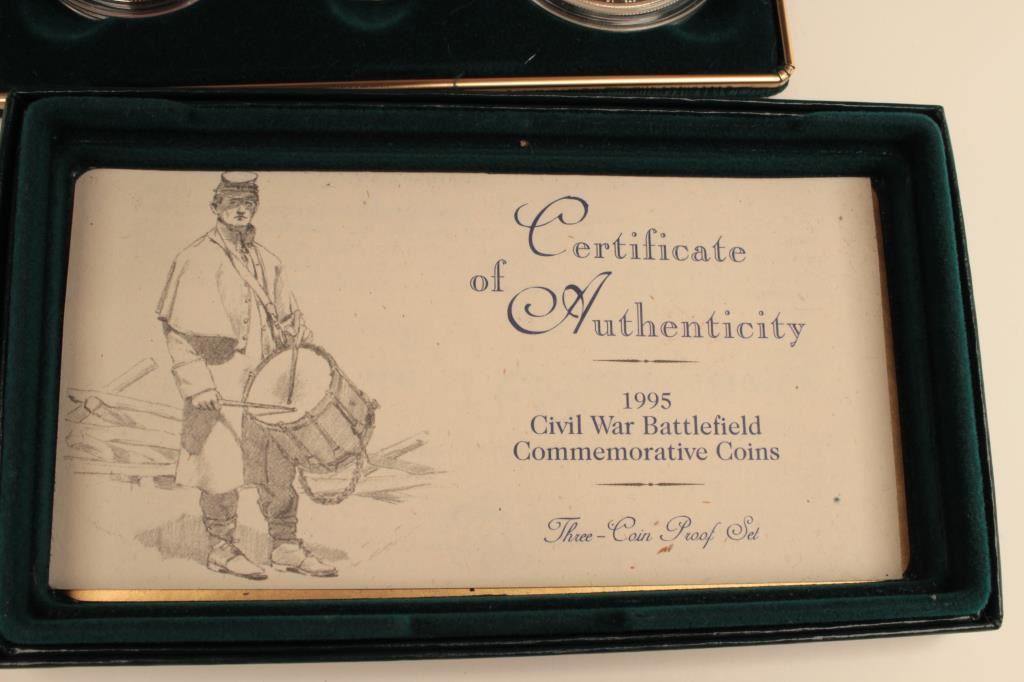 Certificate
of
Authenticity
1995
Civil War Battlefield
Commemorative Coins
Three-Coin Proof Set